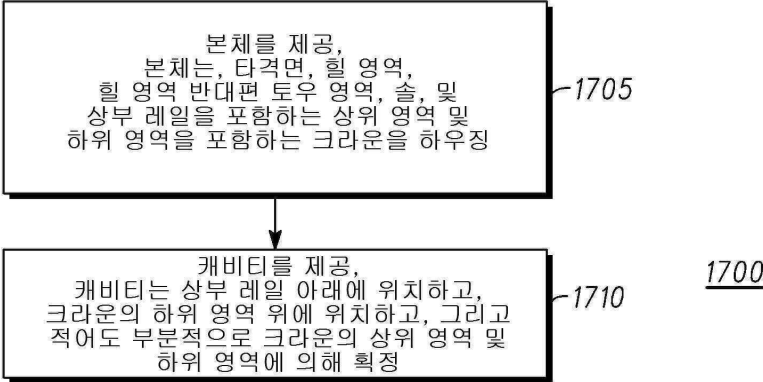 본체를 제공,
본체는, 타격면, 힐 영역,
힐 영역 반대편 토우 영역, 솔, 및
상부 레일을 포함하는 상위 영역 및
하위 영역을 포함하는 크라운을 하우징
1705
캐비티를 제공,
캐비티는 상부 레일 아래에 위치하고,
크라운의 하위 영역 위에 위치하고, 그리고
적어도 부분적으로 크라운의 상위 영역 및
하위 영역에 의해 획정
1710
1700